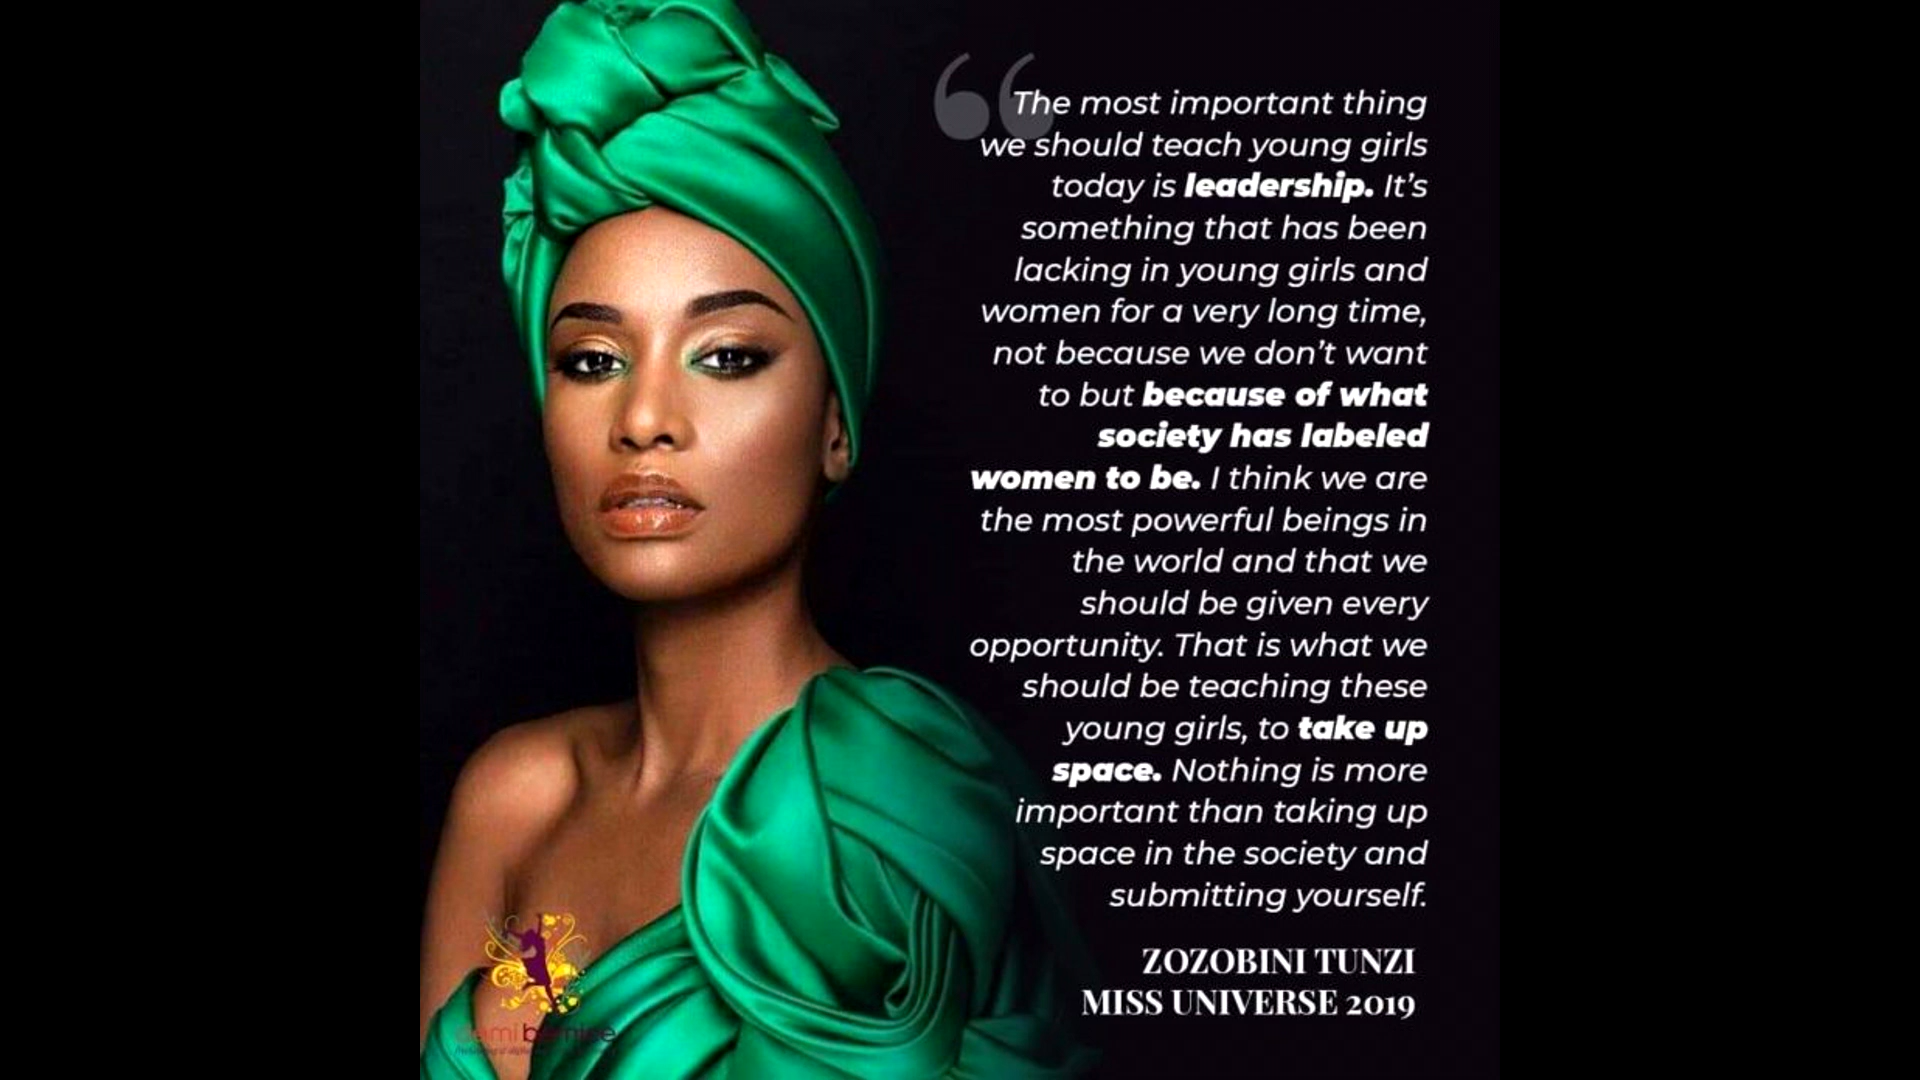 “
The most important thing
we should teach young girls
today is leadership. It’s
something that has been
lacking in young girls and
women for a very long time,
not because we don’t want
to but because of what
society has labeled
women to be. I think we are
the most powerful beings in
the world and that we
should be given every
opportunity. That is what we
should be teaching these
young girls, to take up
space. Nothing is more
important than taking up
space in the society and
submitting yourself.
ZOZOBINI TUNZI
MISS UNIVERSE 2019